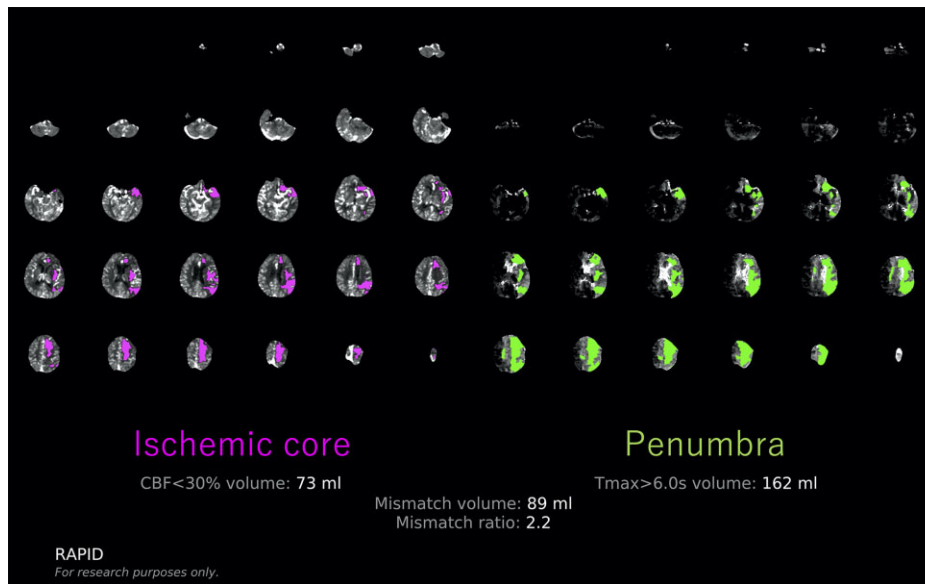 Ischemic core
Penumbra
CBF<30% volume: 73 ml
Tmax>6.0s volume: 162 ml
Mismatch volume: 89 ml
Mismatch ratio: 2.2
RAPID
For research purposes only.